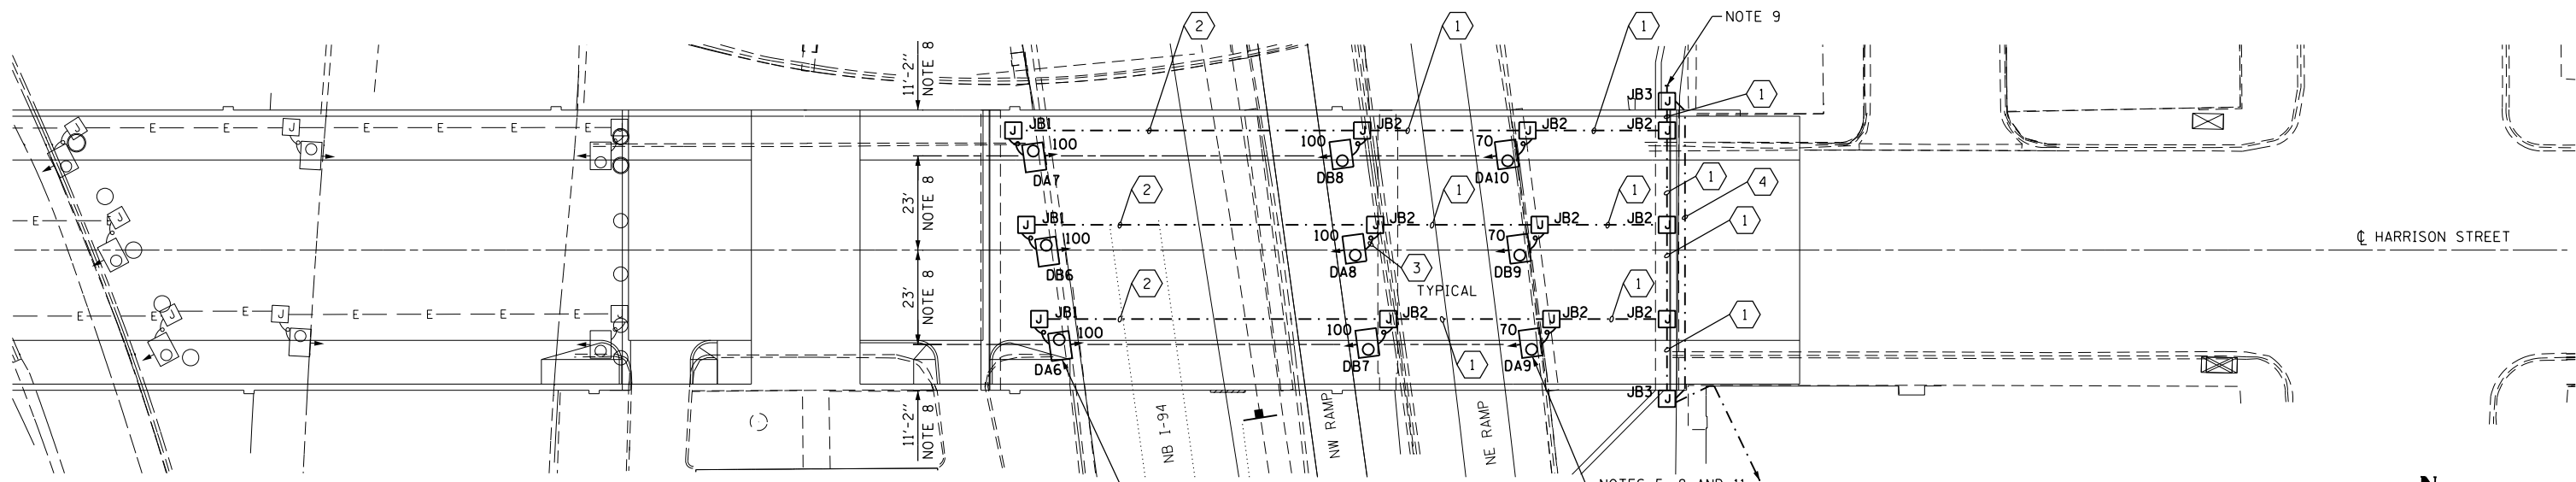 NOTE 9
2
1
1
11'-2"
NOTE 8
JB3
J
1
E
E
E
E
E
J
J
J
JB1
J
JB2
J
JB2
JB2
J
100
100
70
DA7
DB8
DA10
23'
NOTE 8
2
1
1
1
4
E
E
J
J
JB1
J
JB2
J
JB2
JB2
J
1
100
100
70
DB6
DA8
DB9
3
TYPICAL
℄ HARRISON STREET
23'
NOTE 8
2
1
E
E
E
E
E
E
E
J
J
J
JB1
J
JB2
J
JB2
JB2
J
1
100
100
70
DA6
DB7
DA9
1
11'-2"
NOTE 8
NB I-94
NW RAMP
NE RAMP
JB3
J
N